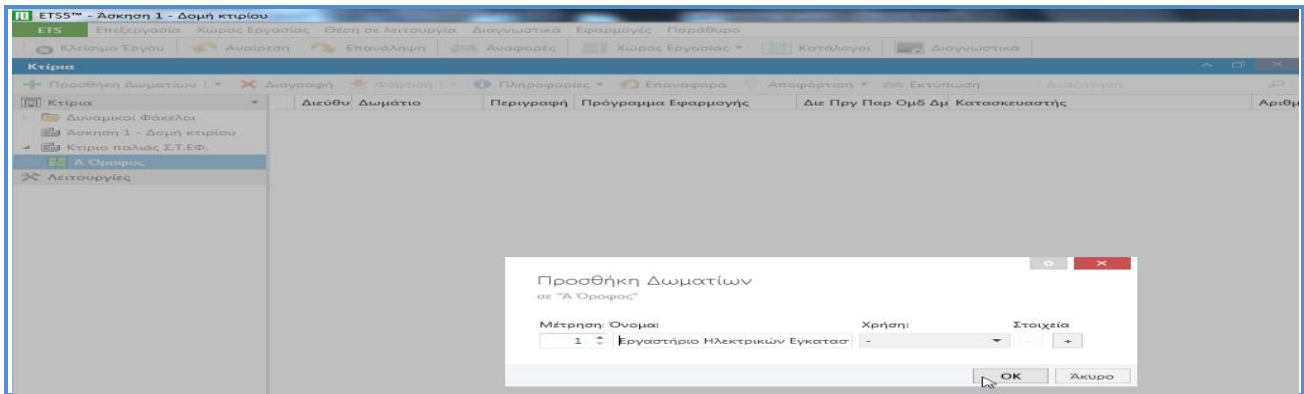 ETS5™ - Άσκηση 1 - Δομή κτιρίου
ETS Επεξεργασία Χώρος Εργασίας Θέση σε λειτουργία Διαγνωστικά Εφαρμογές Παράθυρο
Κλείσιμο Έργου Αναίρεση Επανάληψη Αναφορές Χώρος Εργασίας Κατάλογοι Διαγνωστικά
Κτίρια
Προσθήκη Δωματίων Διαγραφή Φόρτιση Πληροφορίες Επαναφορά Αποφόρτιση Εκτύπωση Αναζήτηση
Κτίρια Διεύθυ Δωμάτιο Περιγραφή Πρόγραμμα Εφαρμογής Διε Πρy Παρ Ομδ Δμ Κατασκευαστής Αριθμ
Δυναμικοί Φάκελοι
Άσκηση 1 - Δομή κτιρίου
Κτίριο παλιάς Σ.Τ.ΕΦ.
Ά Όροφος
Λειτουργίες
Προσθήκη Δωματίων
σε "Ά Όροφος"
Μέτρηση: Όνομα: Χρήση: Στοιχεία
1 Εργαστήριο Ηλεκτρικών Εγκατασ - - +
OK Άκυρο